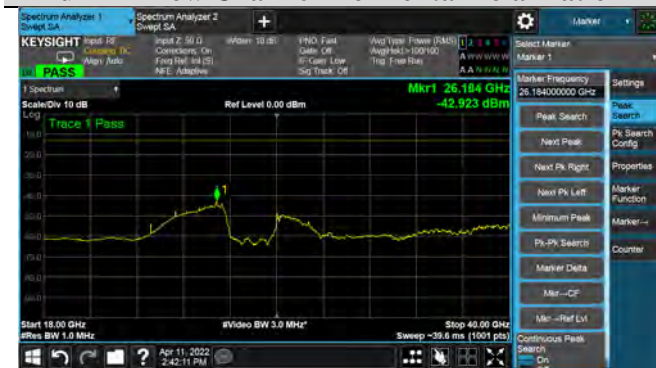 Spectrum Analyzer 1
Swept SA
Spectrum Analyzer 2
Swept SA
+
Marker
KEYSIGHT
Input: RF
Coupling: DC
Align: Auto
Input Z: 50 Ω
Corrections: On
Freq Ref: Int (S)
NFE: Adaptive
#Atten: 10 dB
PNO: Fast
Gate: Off
IF Gain: Low
Sig Track: Off
Avg Type: Power (RMS)
Avg|Hold:>100/100
Trig: Free Run
PASS
Select Marker
Marker 1
1 Spectrum
Mkr1 26.184 GHz
-42.923 dBm
Scale/Div 10 dB
Ref Level 0.00 dBm
Log
Trace 1 Pass
1
Marker Frequency
26.184000000 GHz
Peak Search
Next Peak
Next Pk Right
Next Pk Left
Minimum Peak
Pk-Pk Search
Marker Delta
Mkr→CF
Mkr→Ref Lvl
Continuous Peak
Search
On
Settings
Peak
Search
Pk Search
Config
Properties
Marker
Function
Marker→
Counter
Start 18.00 GHz
#Res BW 1.0 MHz
#Video BW 3.0 MHz*
Stop 40.00 GHz
Sweep ~39.6 ms (1001 pts)
?
Apr 11, 2022
2:42:11 PM